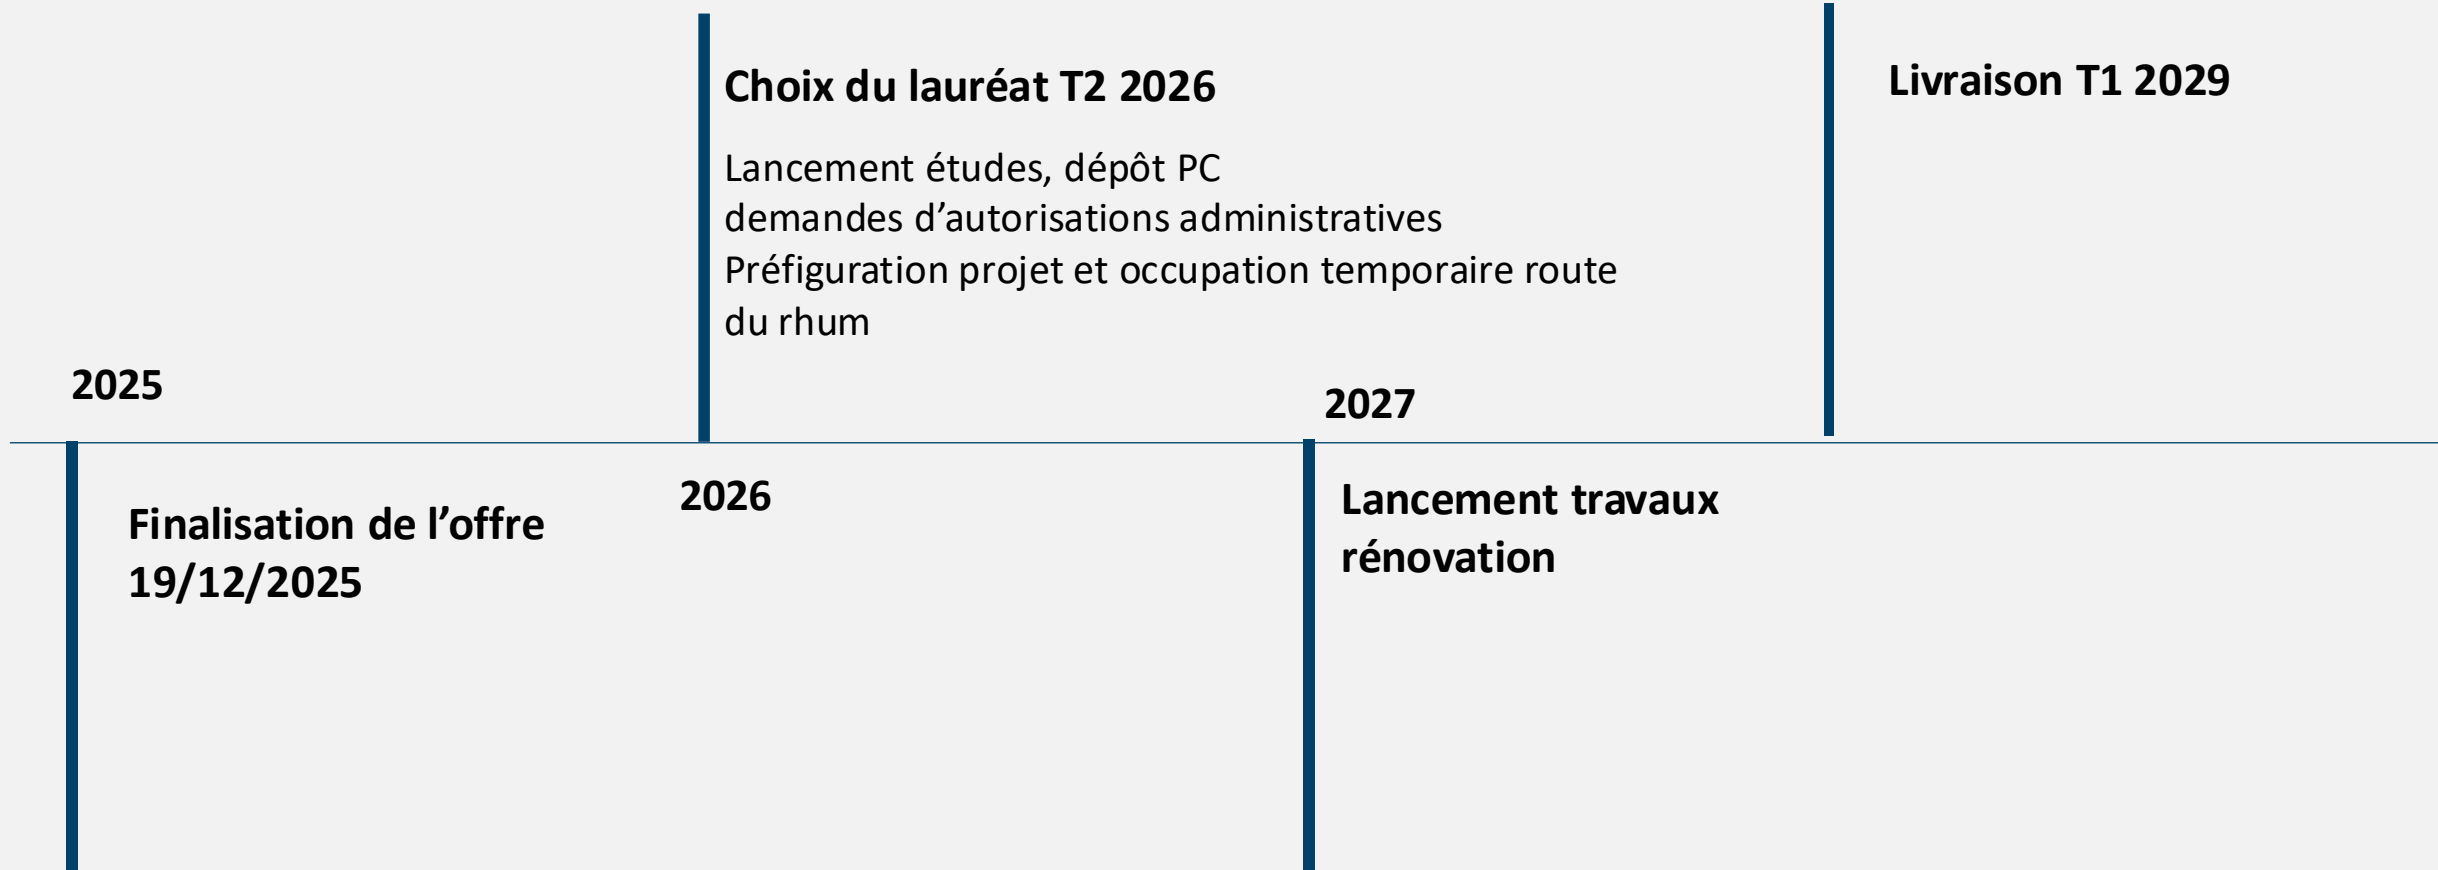 Choix du lauréat T2 2026
Lancement études, dépôt PC
demandes d’autorisations administratives
Préfiguration projet et occupation temporaire route
du rhum
Livraison T1 2029
2025
2027
2026
Finalisation de l’offre
19/12/2025
Lancement travaux
rénovation